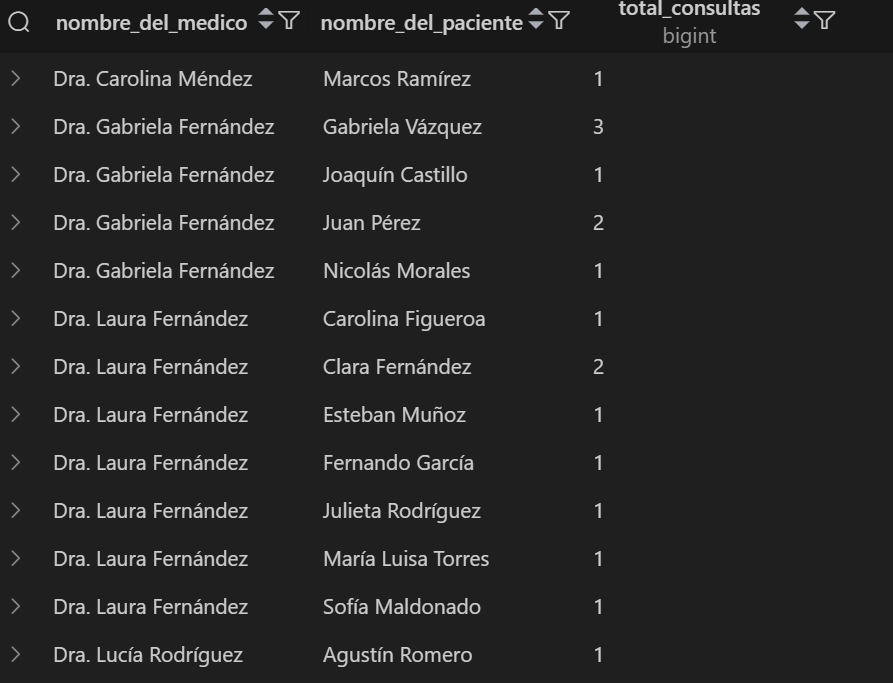 nombre_del_medico nombre_del_paciente total_consultas
bigint
Dra. Carolina Méndez Marcos Ramírez 1
Dra. Gabriela Fernández Gabriela Vázquez 3
Dra. Gabriela Fernández Joaquín Castillo 1
Dra. Gabriela Fernández Juan Pérez 2
Dra. Gabriela Fernández Nicolás Morales 1
Dra. Laura Fernández Carolina Figueroa 1
Dra. Laura Fernández Clara Fernández 2
Dra. Laura Fernández Esteban Muñoz 1
Dra. Laura Fernández Fernando García 1
Dra. Laura Fernández Julieta Rodríguez 1
Dra. Laura Fernández María Luisa Torres 1
Dra. Laura Fernández Sofía Maldonado 1
Dra. Lucía Rodríguez Agustín Romero 1